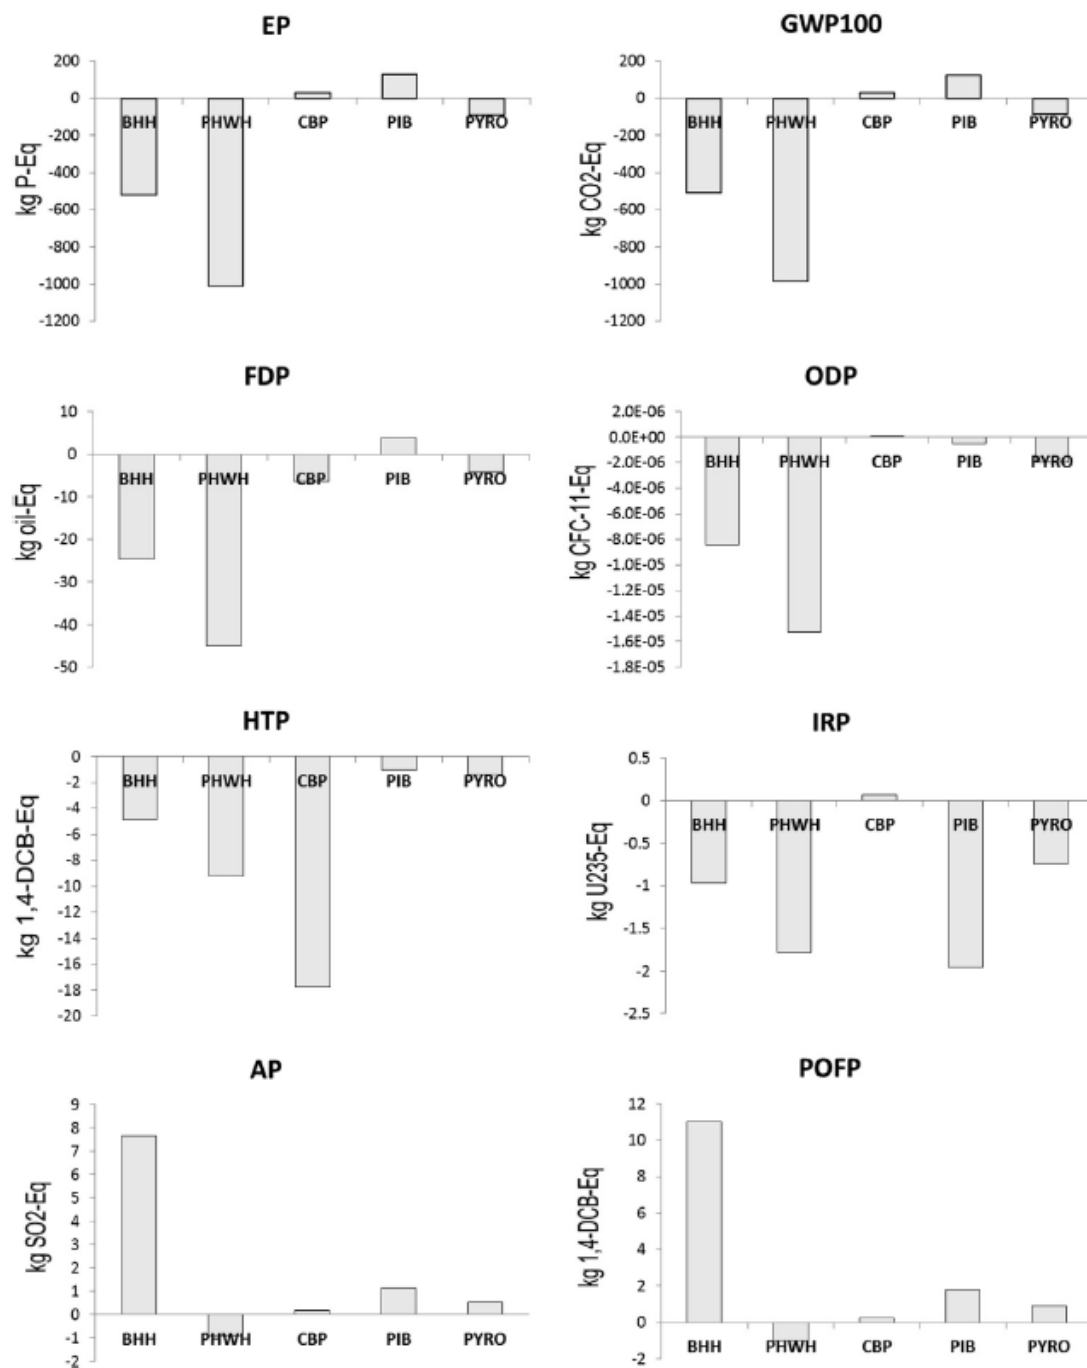 EP
200
0
-200
-400
-600
-800
-1000
-1200
kg P-Eq
BHH PHWH CBP PIB PYRO
GWP100
200
0
-200
-400
-600
-800
-1000
-1200
kg CO2-Eq
BHH PHWH CBP PIB PYRO
FDP
10
0
-10
-20
-30
-40
-50
kg oil-Eq
BHH PHWH CBP PIB PYRO
ODP
2.0E-06
0.0E+00
-2.0E-06
-4.0E-06
-6.0E-06
-8.0E-06
-1.0E-05
-1.2E-05
-1.4E-05
-1.6E-05
-1.8E-05
kg CFC-11-Eq
BHH PHWH CBP PIB PYRO
HTP
0
-2
-4
-6
-8
-10
-12
-14
-16
-18
-20
kg 1,4-DCB-Eq
BHH PHWH CBP PIB PYRO
IRP
0.5
0
-0.5
-1
-1.5
-2
-2.5
kg U235-Eq
BHH PHWH CBP PIB PYRO
AP
9
8
7
6
5
4
3
2
1
0
-1
-2
kg SO2-Eq
BHH PHWH CBP PIB PYRO
POFP
12
10
8
6
4
2
0
-2
kg 1,4-DCB-Eq
BHH PHWH CBP PIB PYRO